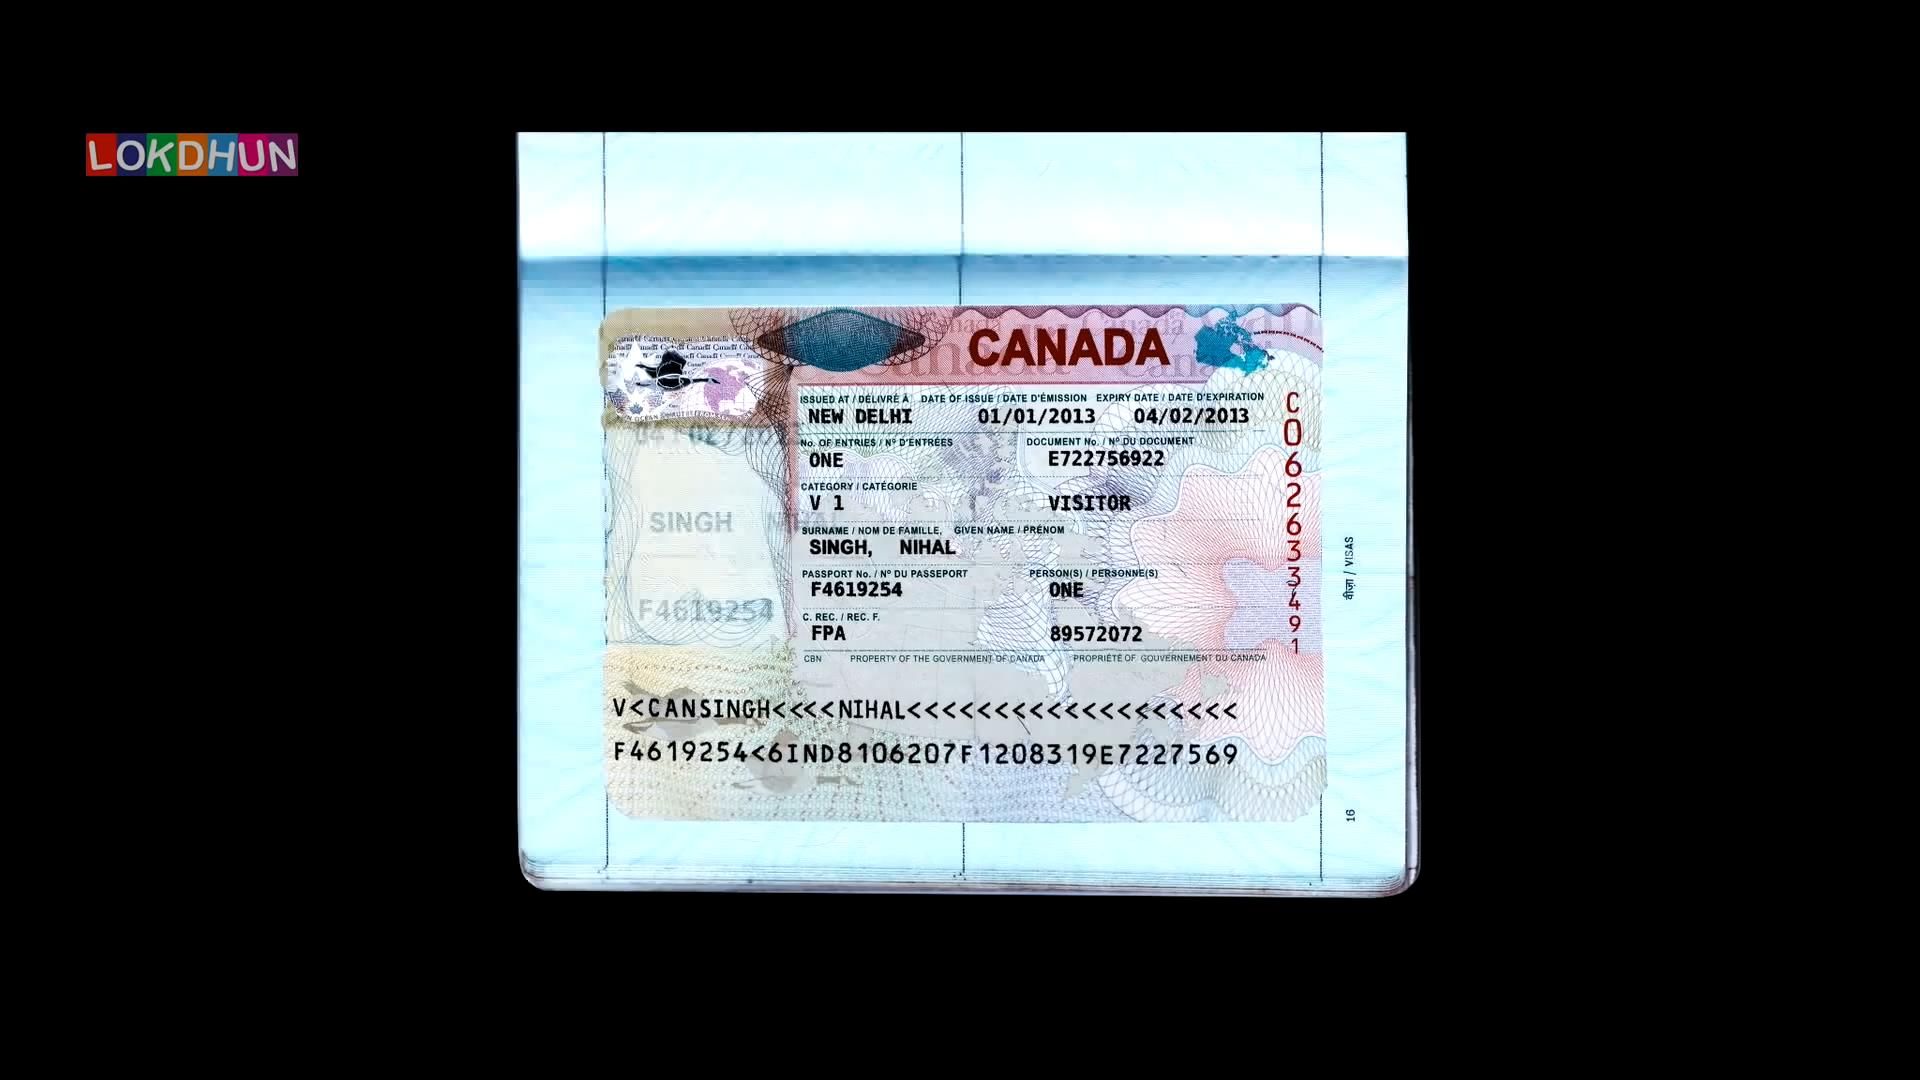 LOKDHUN
CANADA
ISSUED AT / DÉLIVRÉ À DATE OF ISSUE / DATE D'ÉMISSION EXPIRY DATE / DATE D'EXPIRATION
NEW DELHI 01/01/2013 04/02/2013
No. OF ENTRIES / Nº D'ENTRÉES DOCUMENT No. / Nº DU DOCUMENT
ONE E722756922
CATEGORY / CATÉGORIE
V 1 VISITOR
SURNAME / NOM DE FAMILLE, GIVEN NAME / PRÉNOM
SINGH, NIHAL
PASSPORT No. / Nº DU PASSEPORT PERSON(S) / PERSONNE(S)
F4619254 ONE
C. REC. / REC. F.
FPA 89572072
CBN PROPERTY OF THE GOVERNMENT OF CANADA PROPRIÉTÉ OF GOUVERNEMENT DU CANADA
V<CANSINGH<<<<NIHAL<<<<<<<<<<<<<<<<<<<
F4619254<6IND8106207F1208319E7227569
C062633491
SINGH NIHAL
F4619254
वीज़ा / VISAS
16